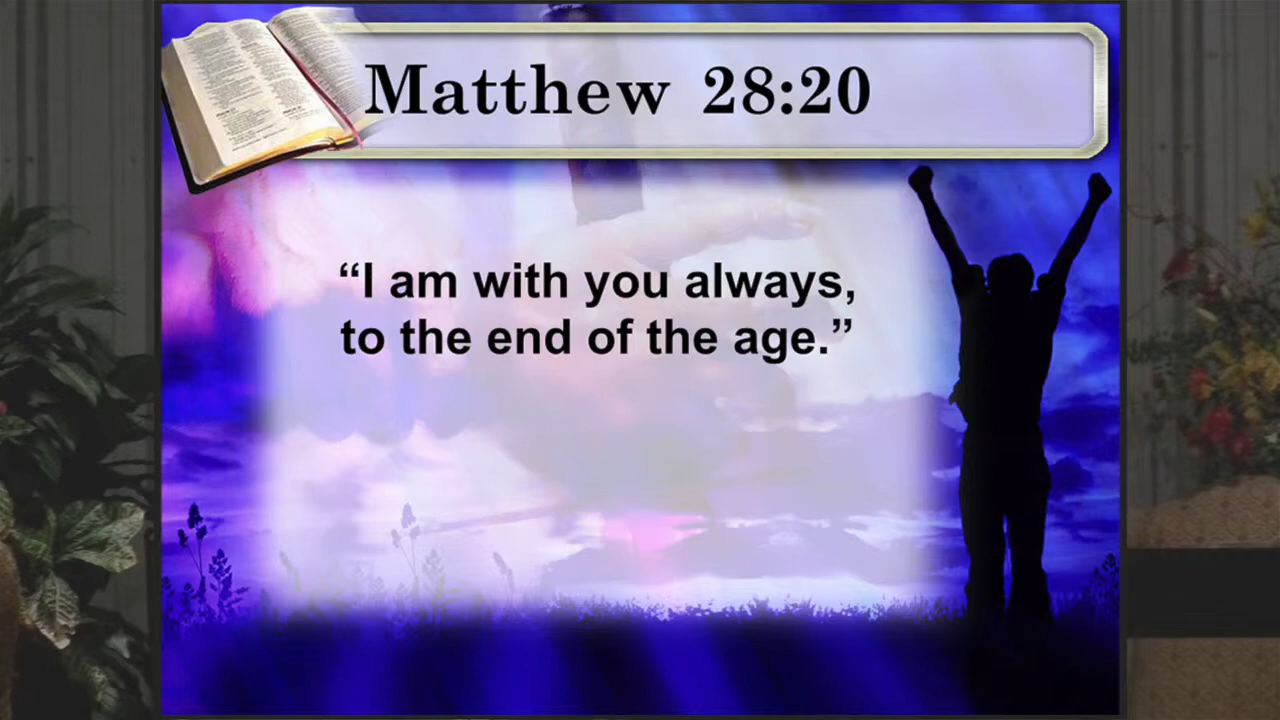 Matthew 28:20
“I am with you always,
to the end of the age.”